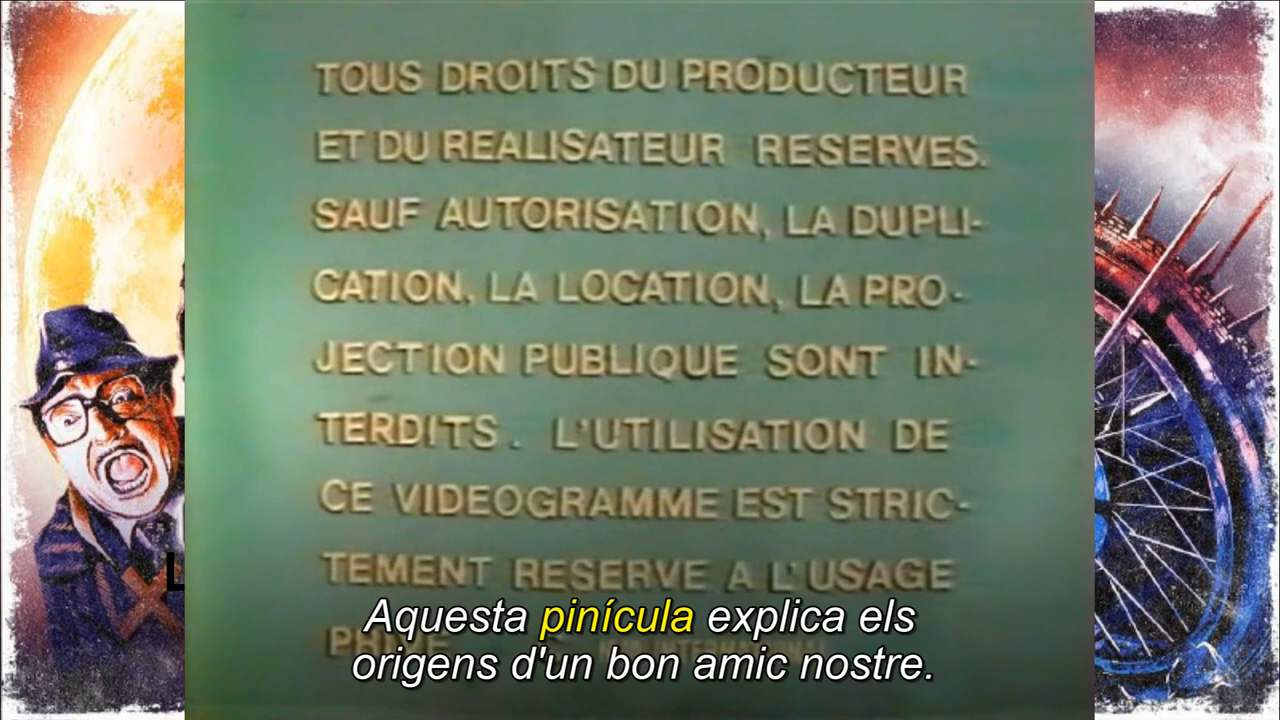 TOUS DROITS DU PRODUCTEUR
ET DU REALISATEUR RESERVES.
SAUF AUTORISATION, LA DUPLI-
CATION, LA LOCATION, LA PRO-
JECTION PUBLIQUE SONT IN-
TERDITS. L'UTILISATION DE
CE VIDEOGRAMME EST STRIC-
TEMENT RESERVE A L'USAGE
Aquesta pinícula explica els
origens d'un bon amic nostre.
L